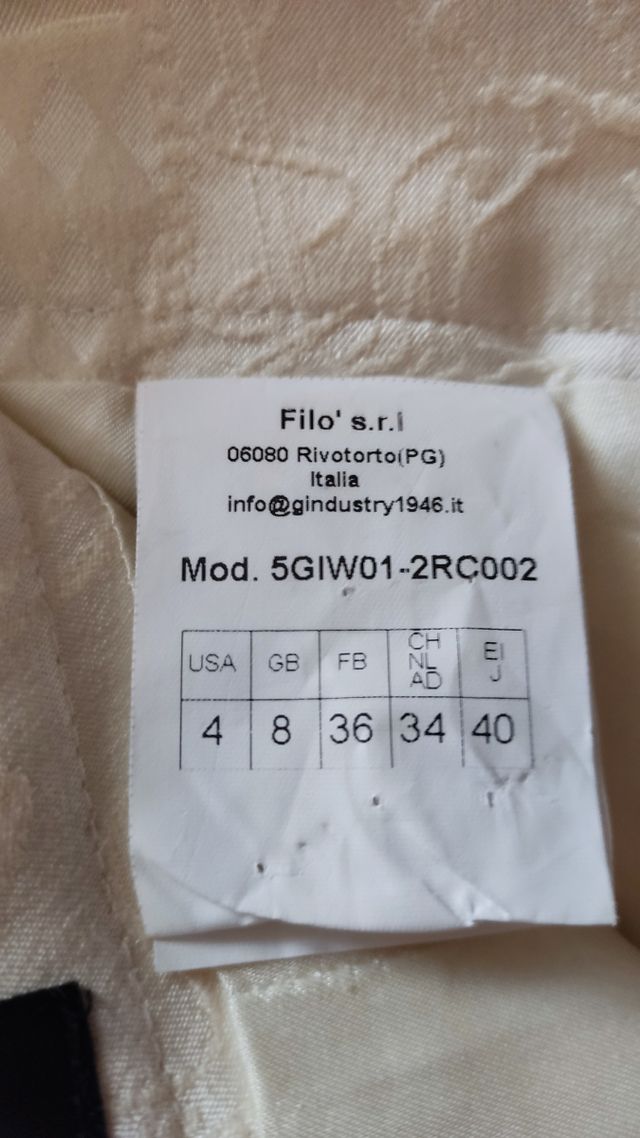 Filo' s.r.l
06080 Rivotorto(PG)
Italia
info@gindustry1946.it
Mod. 5GIW01-2RC002
USA GB FB CH NL AD EI J
4 8 36 34 40